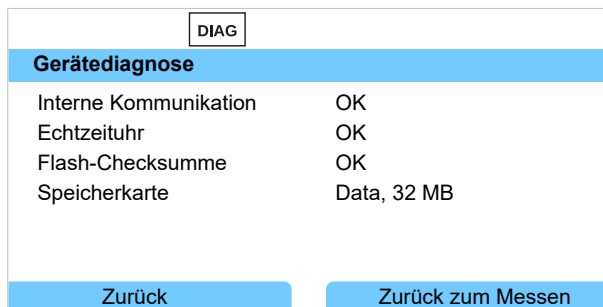 DIAG
Gerätediagnose
Interne Kommunikation OK
Echtzeituhr OK
Flash-Checksumme OK
Speicherkarte Data, 32 MB
Zurück Zurück zum Messen